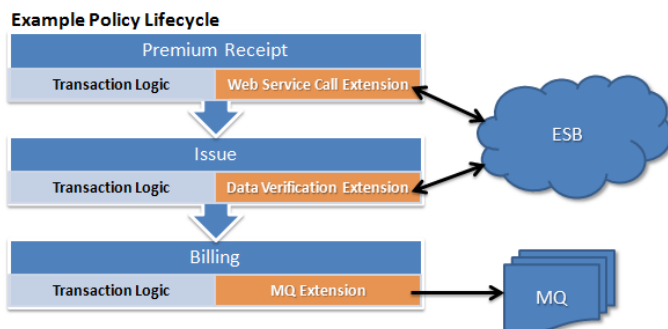 Example Policy Lifecycle
Premium Receipt
Transaction Logic Web Service Call Extension
ESB
Issue
Transaction Logic Data Verification Extension
Billing
Transaction Logic MQ Extension
MQ